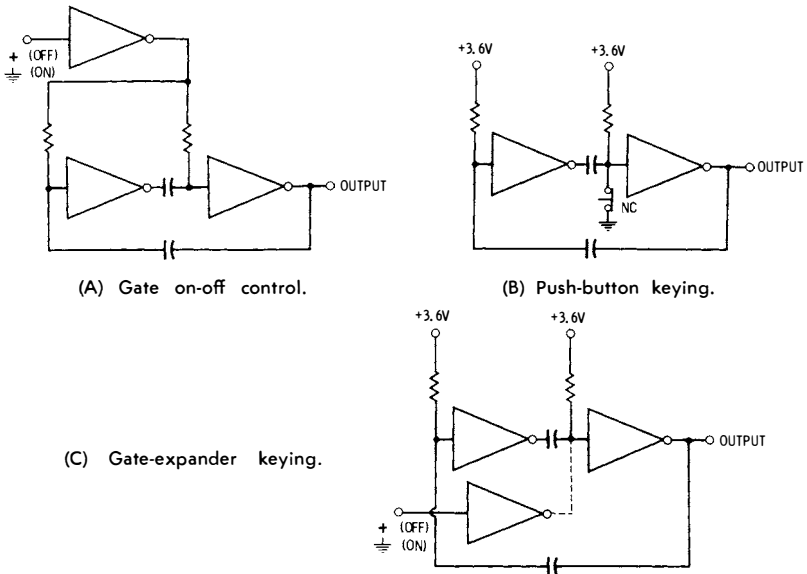 + (OFF)
(ON)
OUTPUT
(A) Gate on-off control.
+3.6V
+3.6V
NC
OUTPUT
(B) Push-button keying.
+3.6V
+3.6V
OUTPUT
(C) Gate-expander keying.
+ (OFF)
(ON)